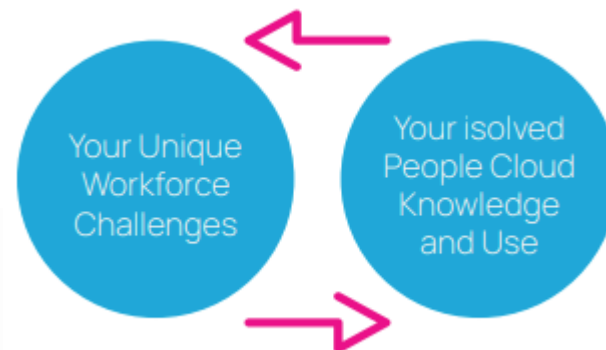 Your Unique
Workforce
Challenges
Your isolved
People Cloud
Knowledge
and Use